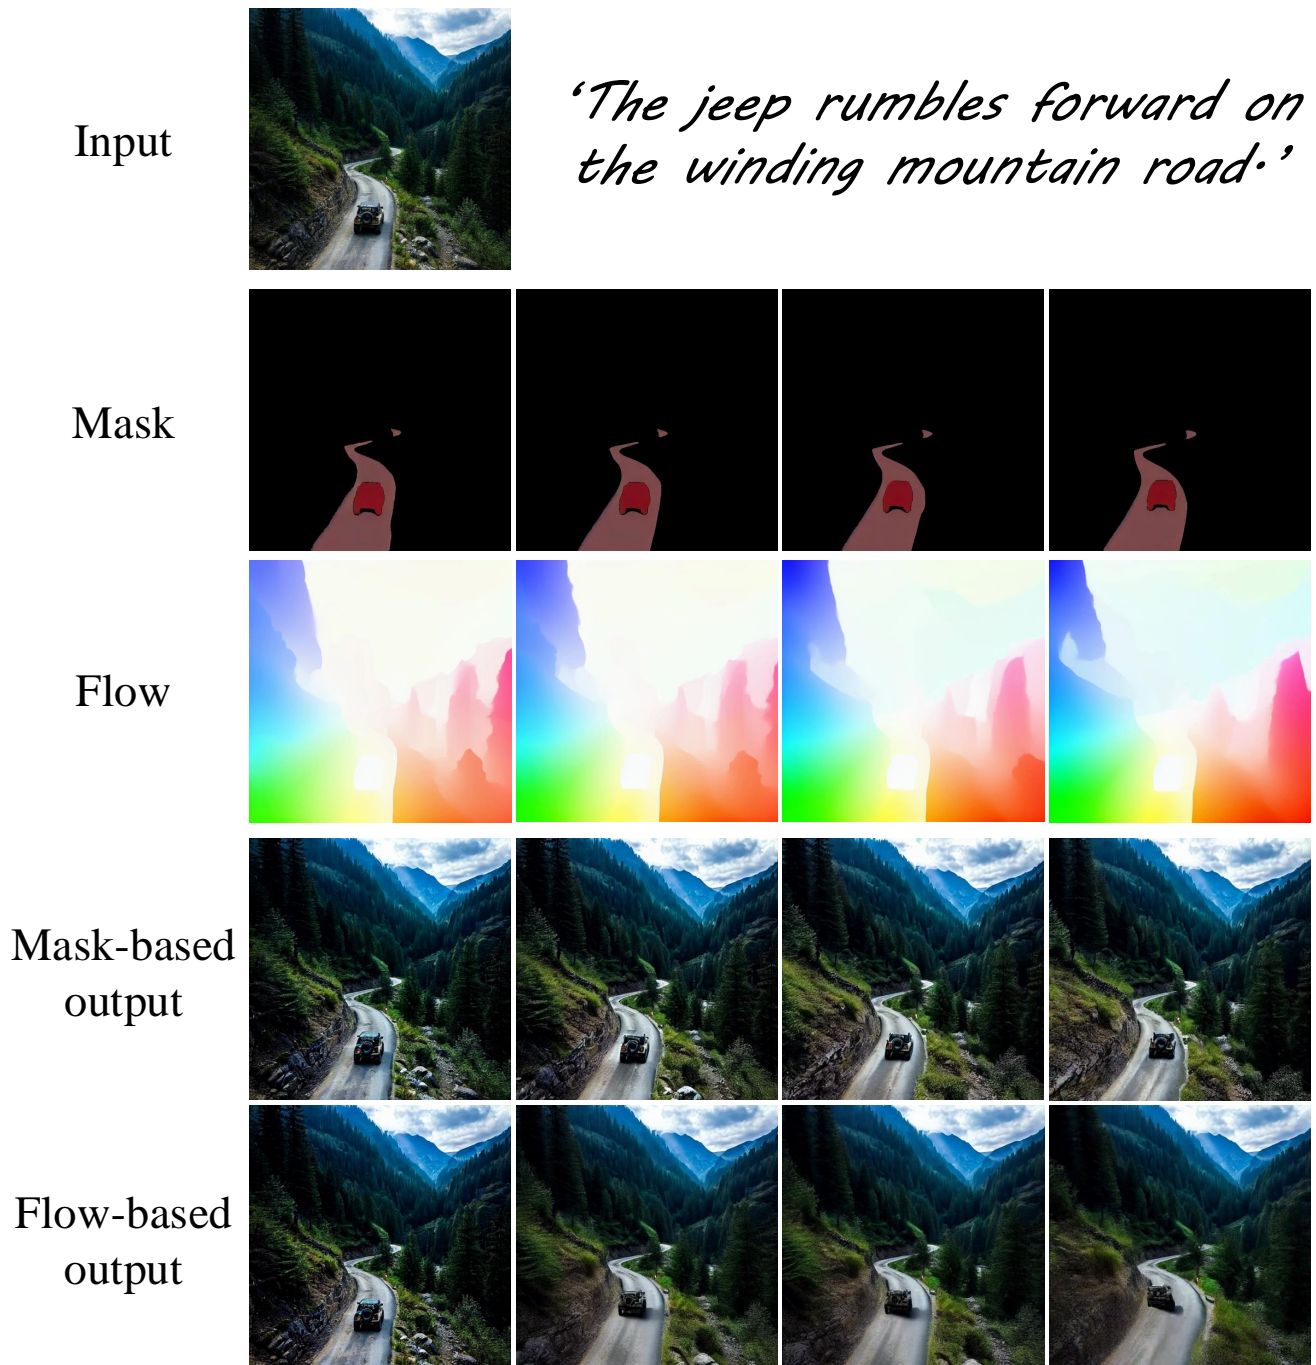 Input
‘The jeep rumbles forward on
the winding mountain road.’
Mask
Flow
Mask-based
output
Flow-based
output